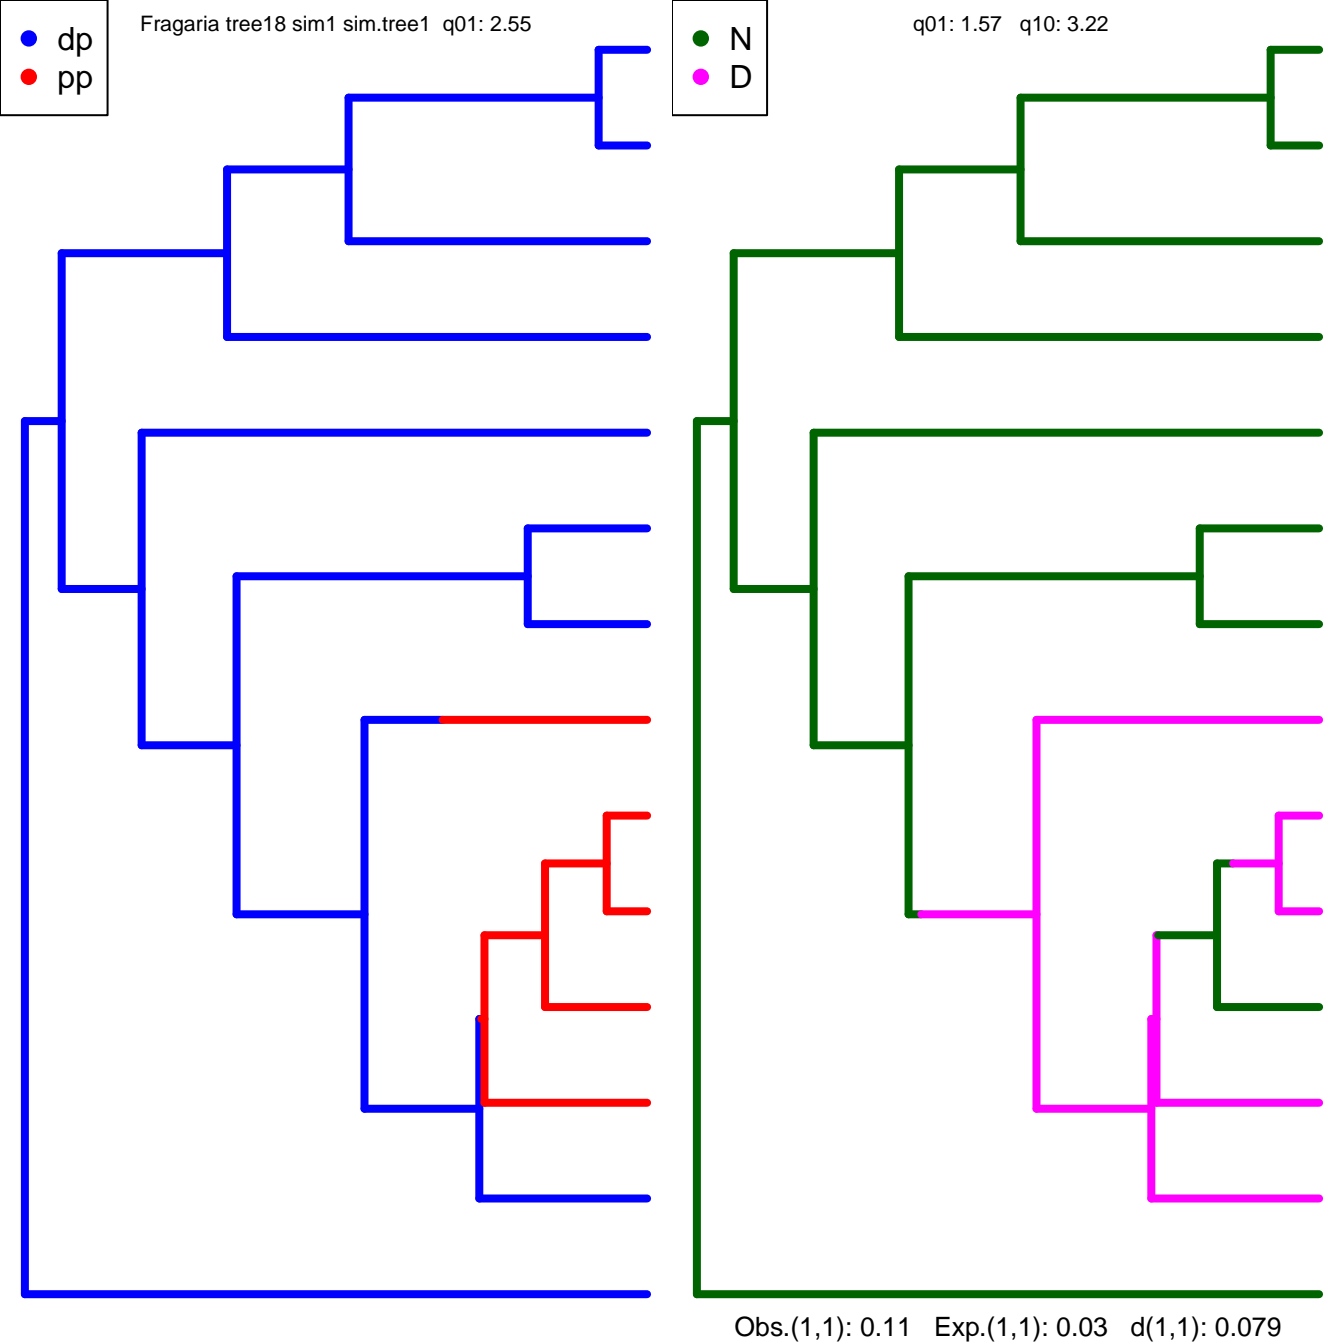 Fragaria tree18 sim1 sim.tree1 q01: 2.55
dp
pp
q01: 1.57 q10: 3.22
N
D
Obs.(1,1): 0.11 Exp.(1,1): 0.03 d(1,1): 0.079